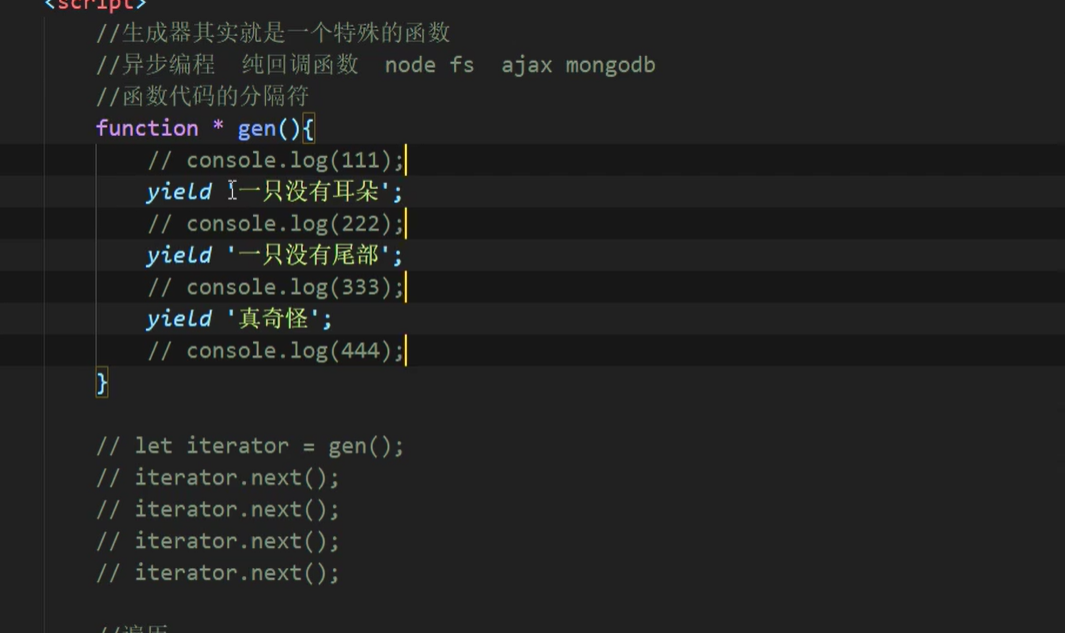 <script>
//生成器其实就是一个特殊的函数
//异步编程 纯回调函数 node fs ajax mongodb
//函数代码的分隔符
function * gen(){
// console.log(111);
yield '一只没有耳朵';
// console.log(222);
yield '一只没有尾部';
// console.log(333);
yield '真奇怪';
// console.log(444);
}
// let iterator = gen();
// iterator.next();
// iterator.next();
// iterator.next();
// iterator.next();
//遍历